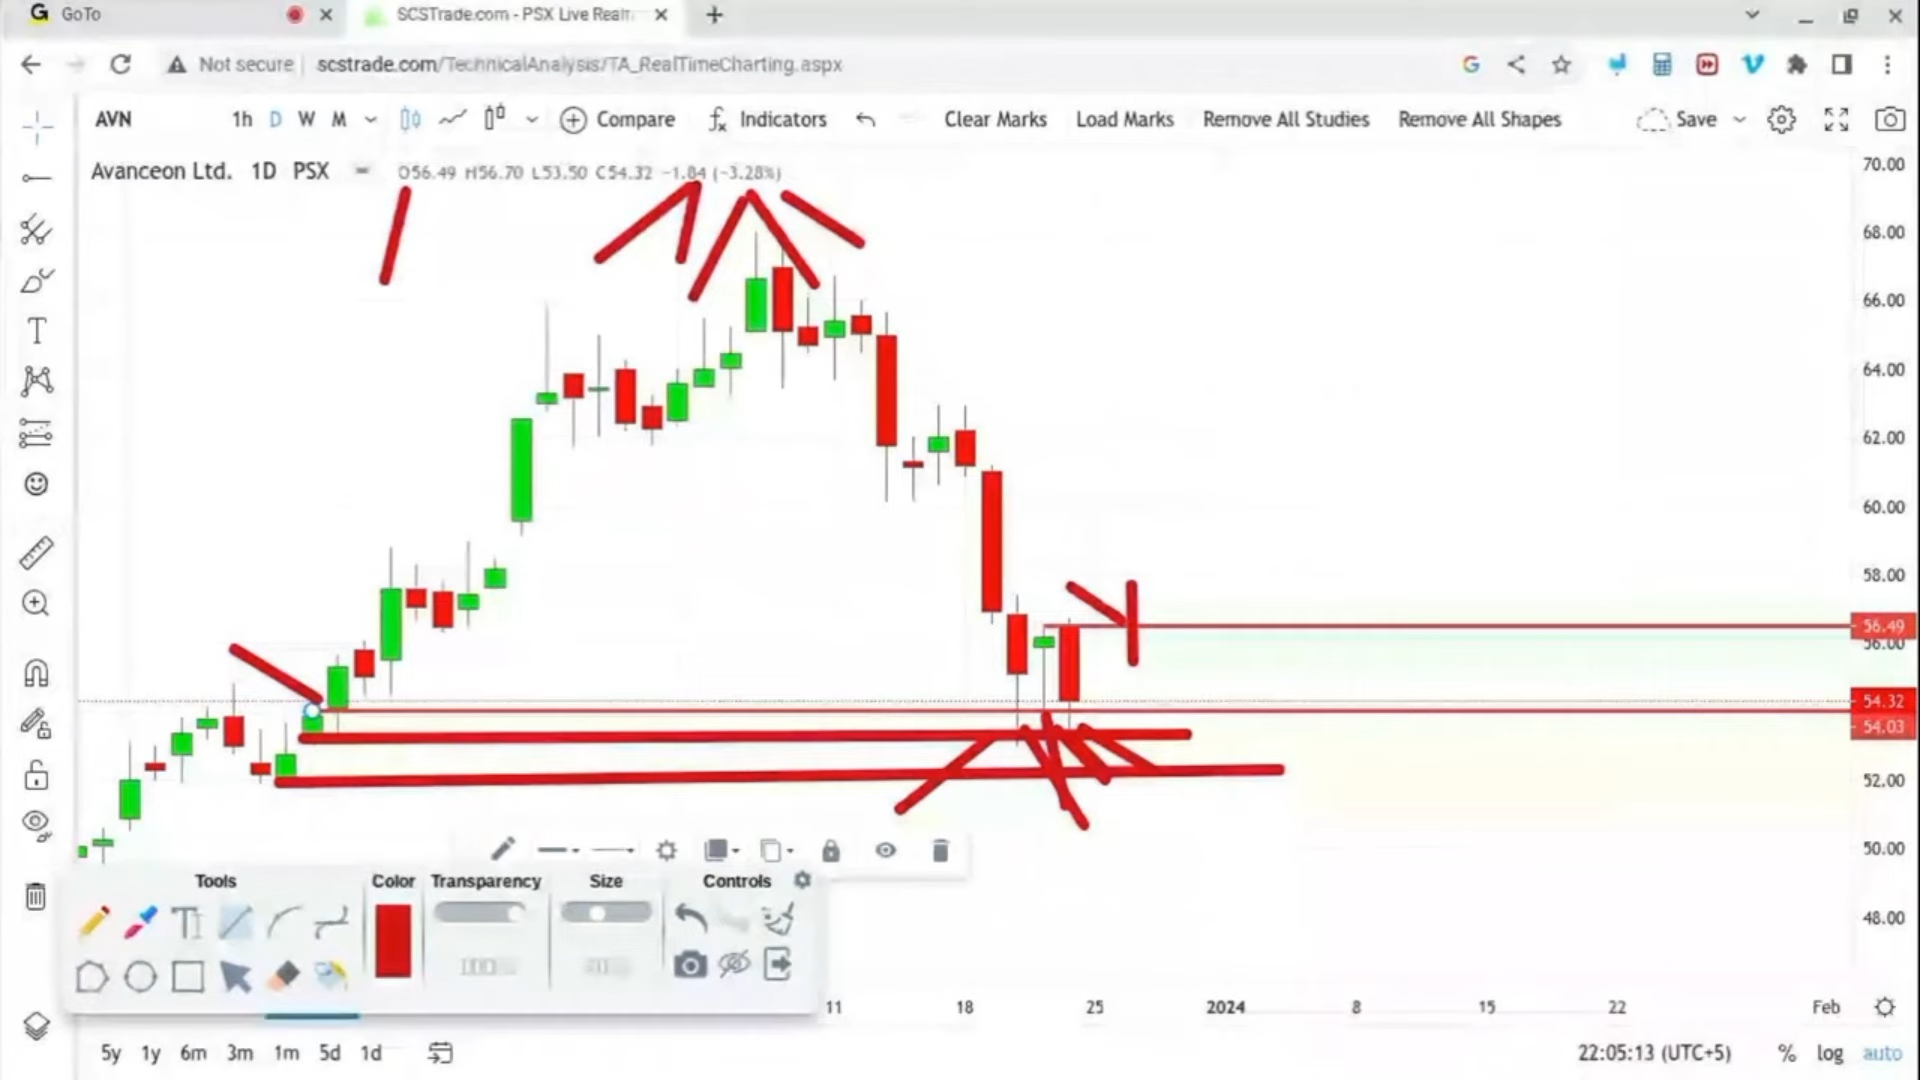 GoTo
SCSTrade.com - PSX Live Realt
Not secure scstrade.com/TechnicalAnalysis/TA_RealTimeCharting.aspx
AVN 1h D W M Compare Indicators Clear Marks Load Marks Remove All Studies Remove All Shapes Save
Avanceon Ltd. 1D PSX O56.49 H56.70 L53.50 C54.32 −1.84 (−3.28%)
70.00
68.00
66.00
64.00
62.00
60.00
58.00
56.49
56.00
54.32
54.03
52.00
50.00
48.00
Tools Color Transparency Size Controls
11 18 25 2024 8 15 22 Feb
5y 1y 6m 3m 1m 5d 1d 22:05:13 (UTC+5) % log auto